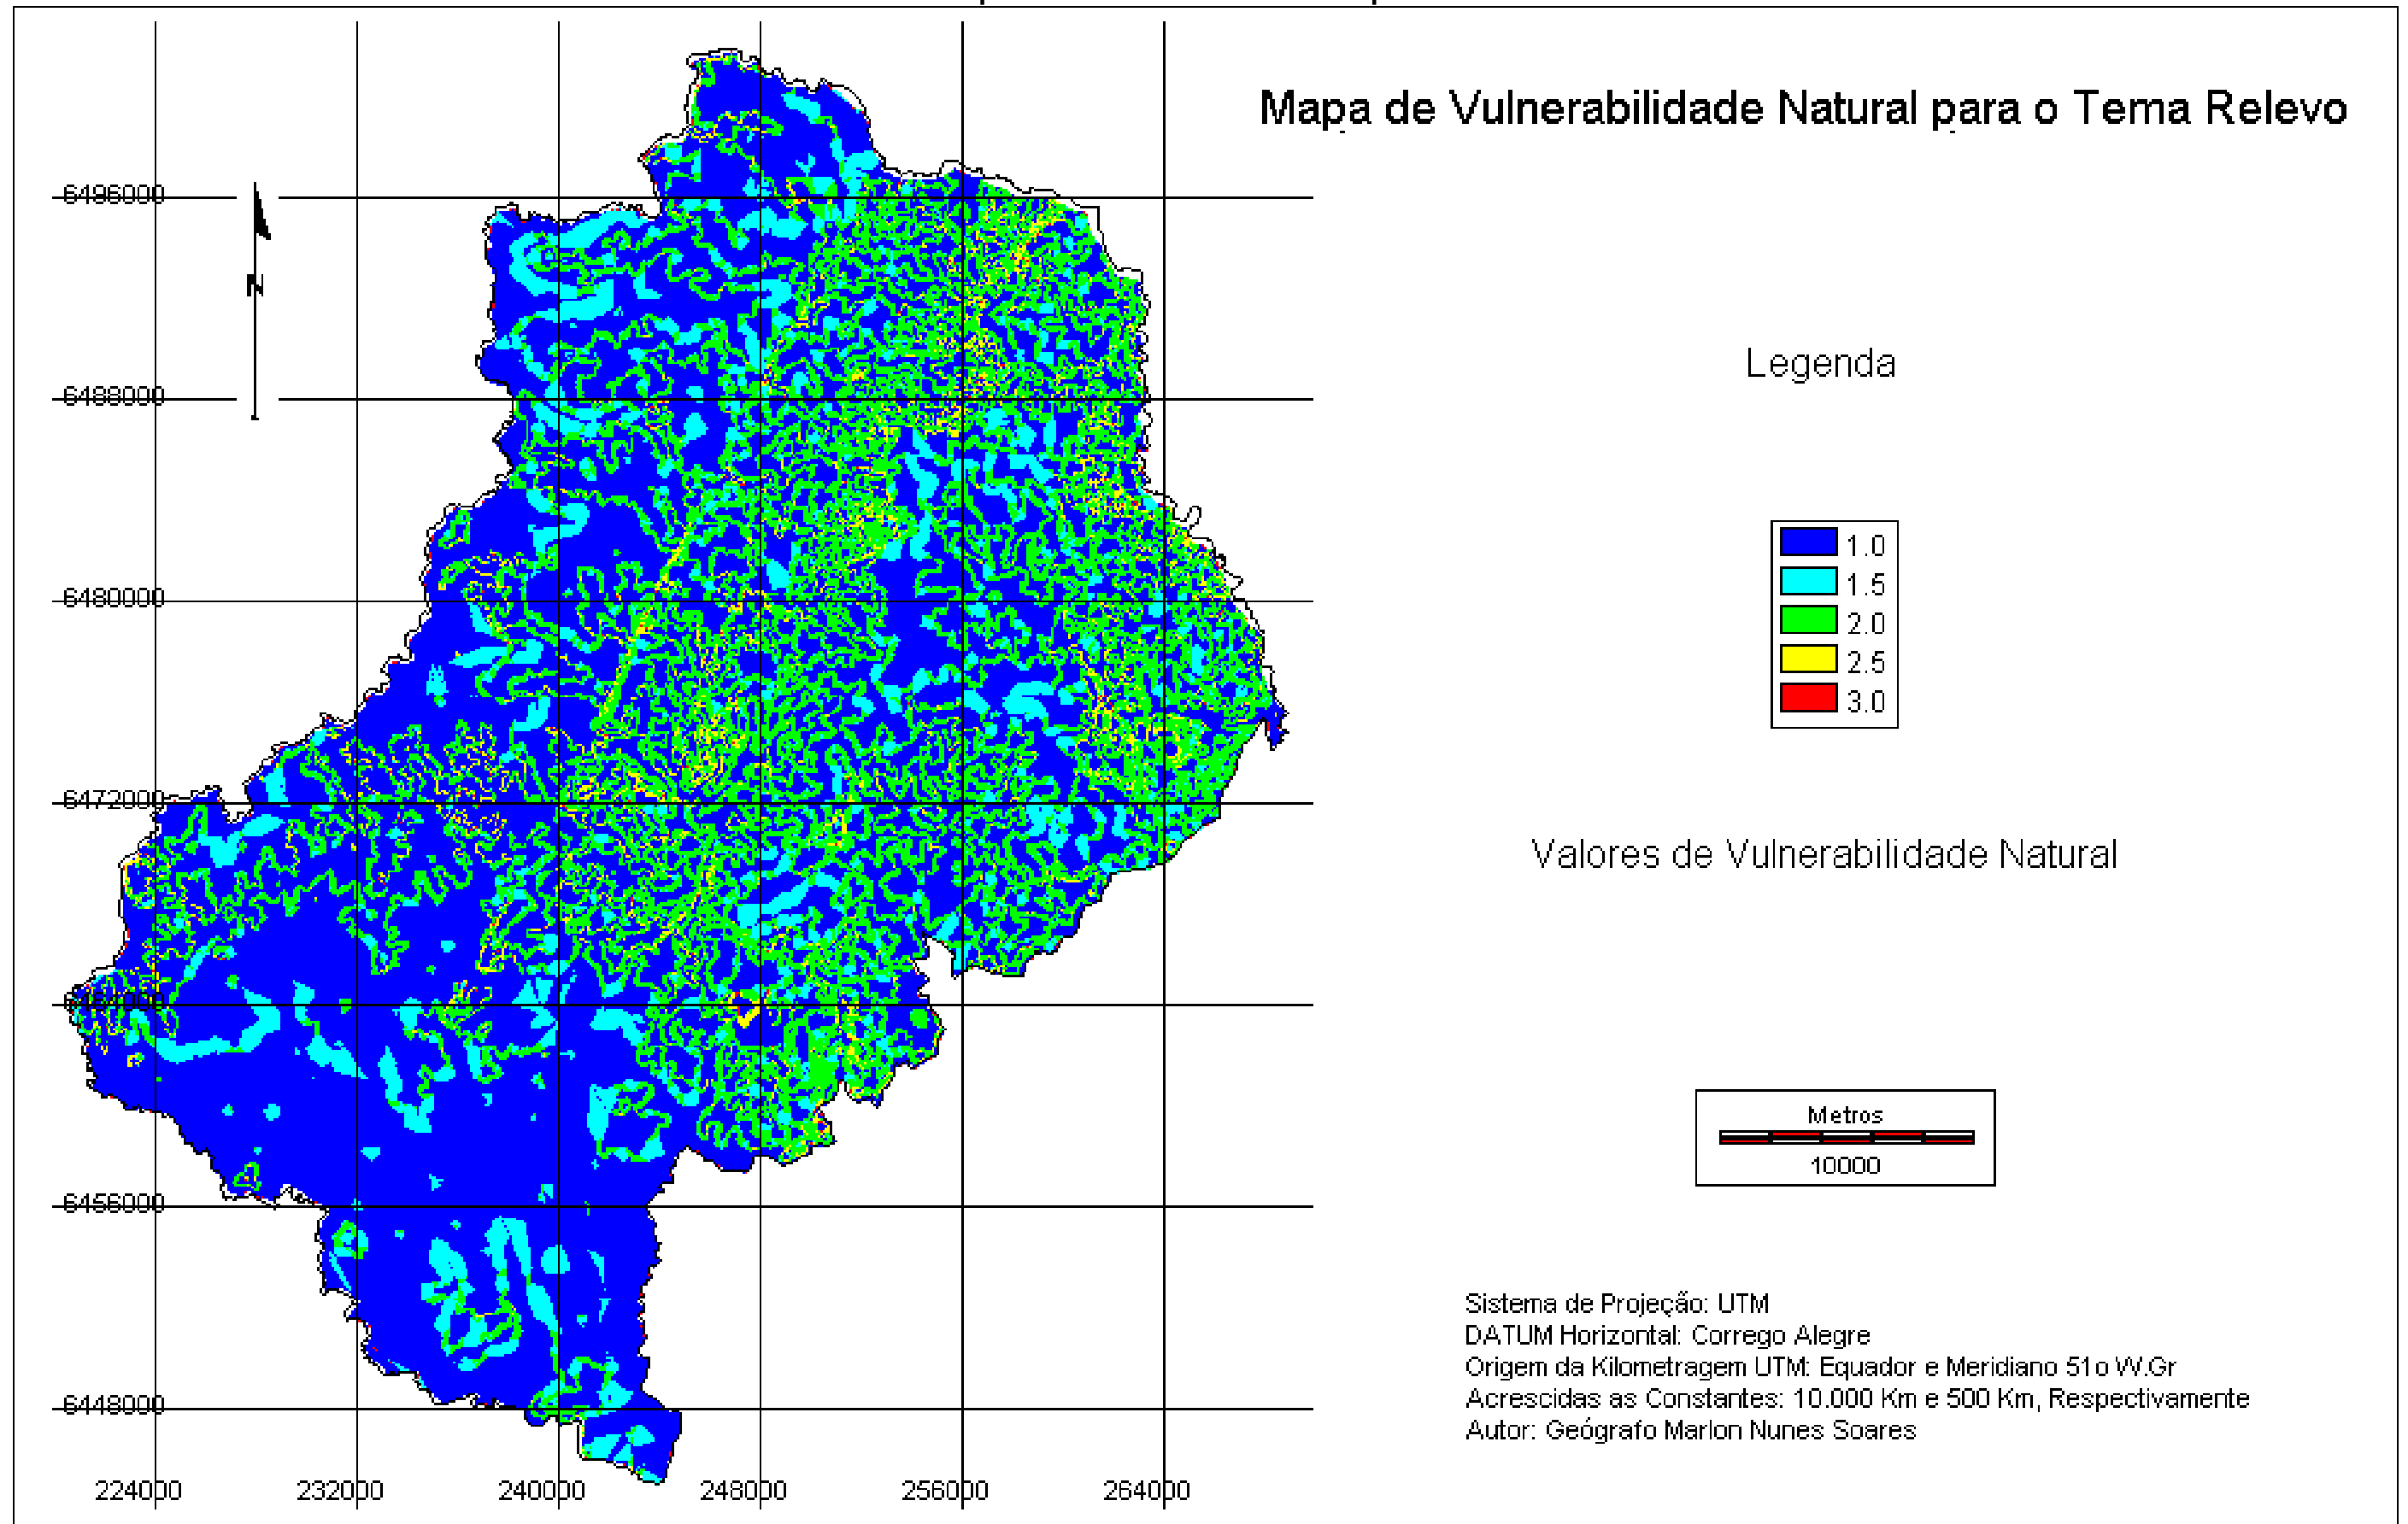 Mapa de Vulnerabilidade Natural para o Tema Relevo
6496000
N
Legenda
6488000
1.0
1.5
2.0
2.5
3.0
6480000
6472000
Valores de Vulnerabilidade Natural
6464000
Metros
10000
6456000
Sistema de Projeção: UTM
DATUM Horizontal: Corrego Alegre
Origem da Kilometragem UTM: Equador e Meridiano 51o W.Gr
Acrescidas as Constantes: 10.000 Km e 500 Km, Respectivamente
6448000
Autor: Geógrafo Marlon Nunes Soares
224000 232000 240000 248000 256000 264000